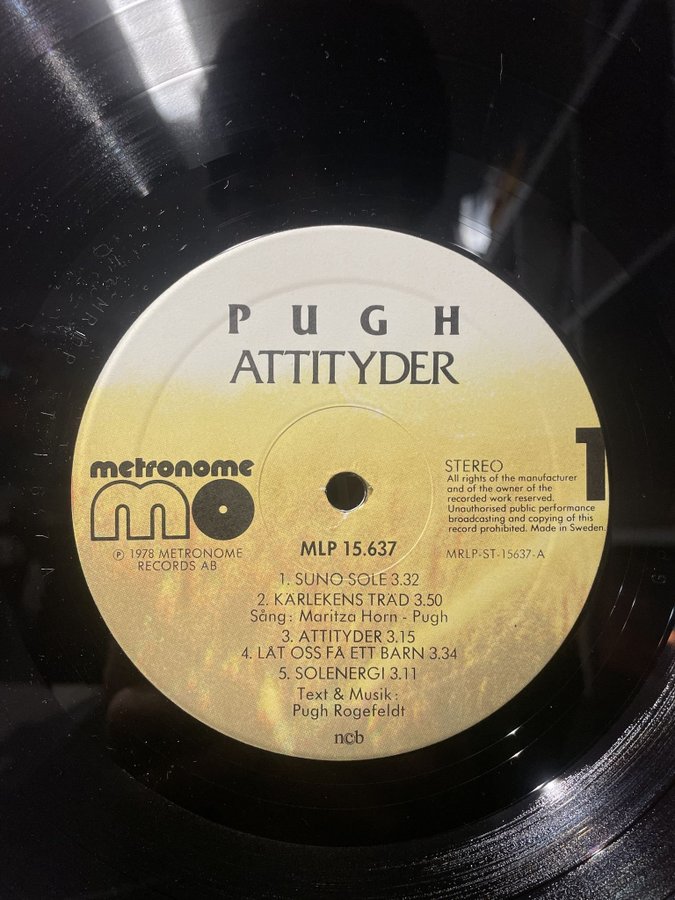 PUGH
ATTITYDER
metronome
mo
℗ 1978 METRONOME
RECORDS AB
STEREO
All rights of the manufacturer
and of the owner of the
recorded work reserved.
Unauthorised public performance
broadcasting and copying of this
record prohibited. Made in Sweden.
1
MLP 15.637
MRLP-ST-15637-A
1. SUNO SOLE 3.32
2. KÄRLEKENS TRÄD 3.50
Sång: Maritza Horn - Pugh
3. ATTITYDER 3.15
4. LÅT OSS FÅ ETT BARN 3.34
5. SOLENERGI 3.11
Text & Musik:
Pugh Rogefeldt
ncb